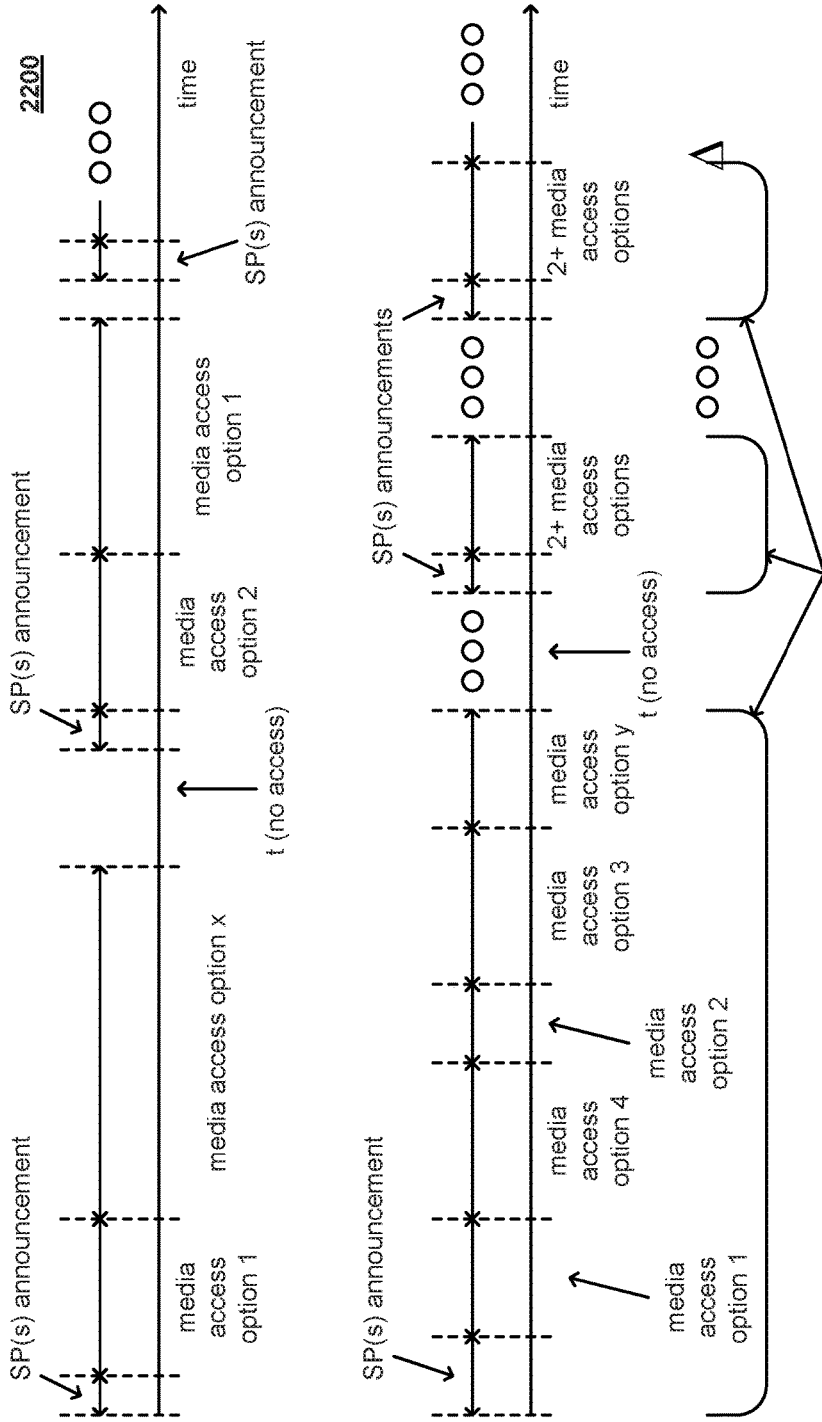 2200
SP(s) announcement
media
access
option 1
media access option x
t (no access)
SP(s) announcement
media
access
option 2
media access
option 1
SP(s) announcement
time
SP(s) announcement
media
access
option 1
media
access
option 4
media
access
option 2
media
access
option 3
media
access
option y
t (no access)
SP(s) announcements
2+ media
access
options
2+ media
access
options
time